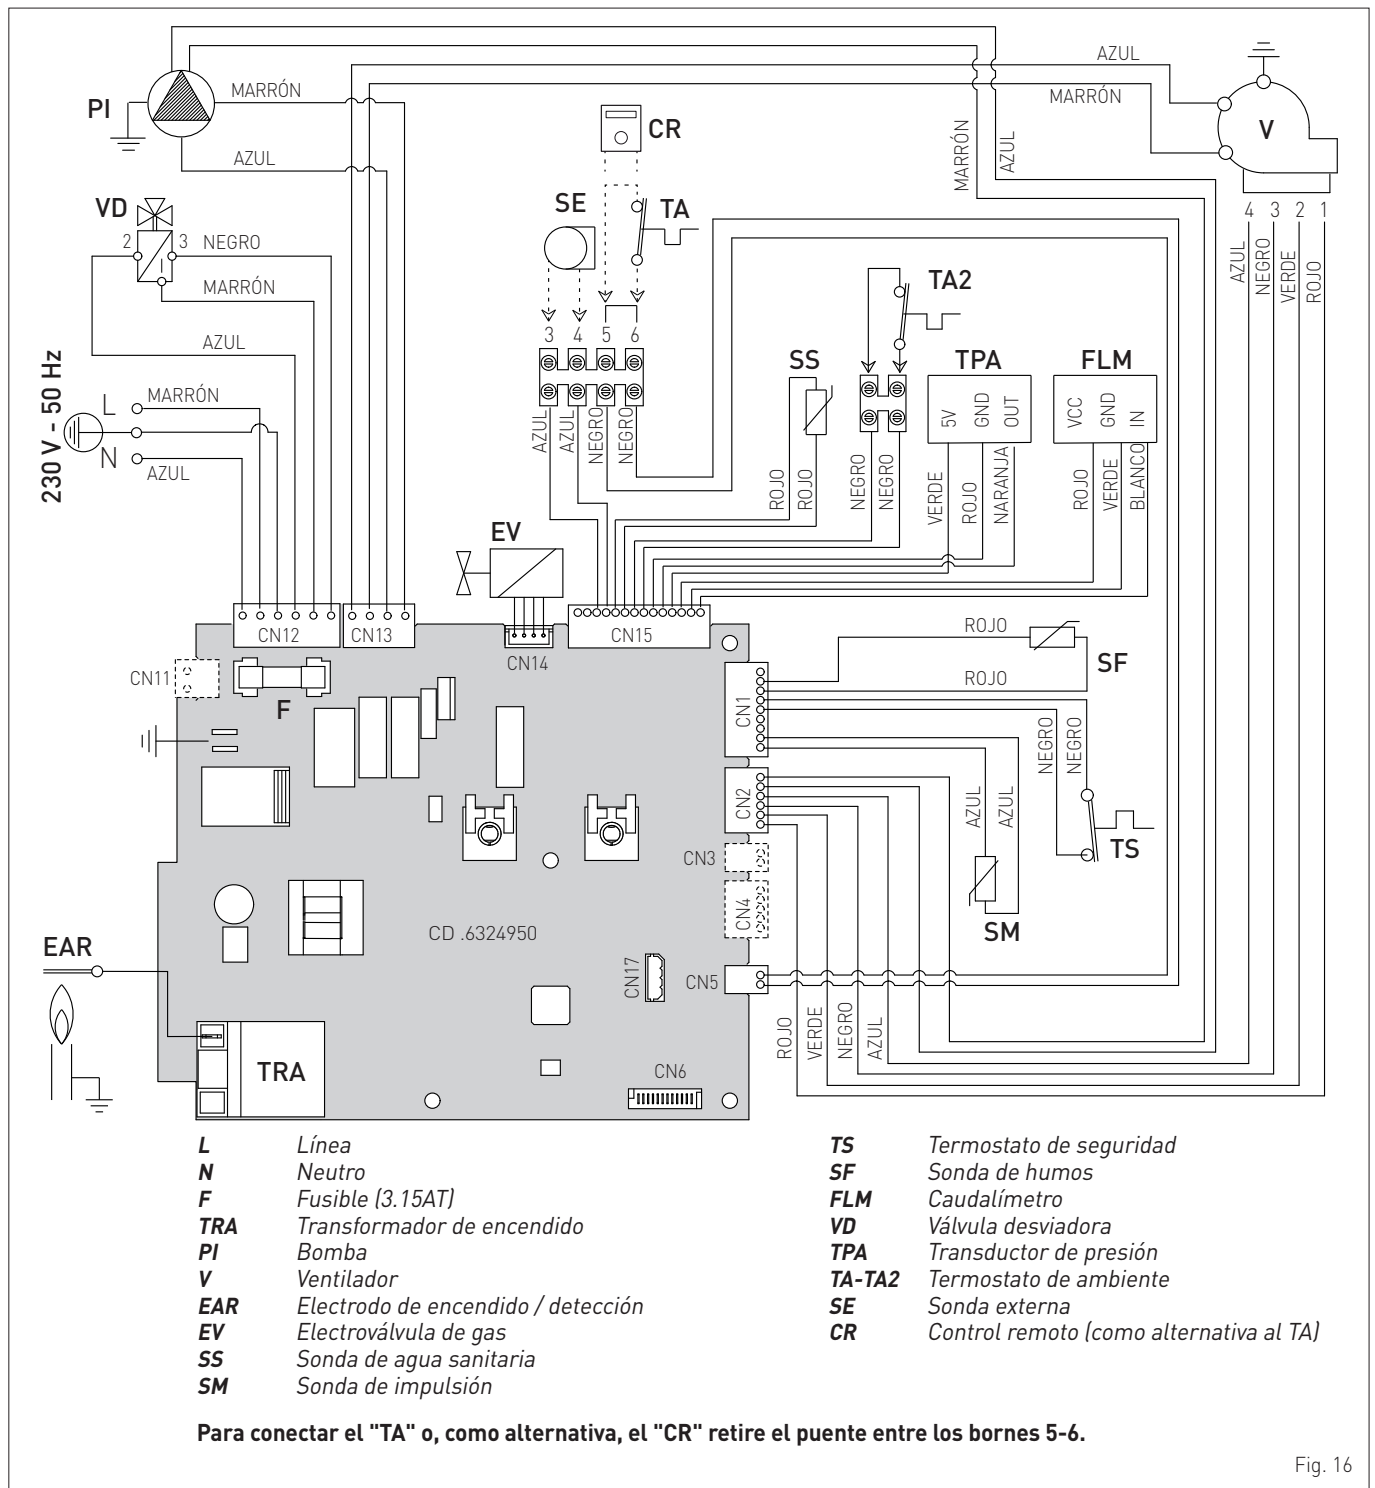 AZUL
MARRÓN
PI
MARRÓN
AZUL
CR
MARRÓN
AZUL
V
VD
2
3
NEGRO
MARRÓN
AZUL
SE
TA
4
3
2
1
AZUL
NEGRO
VERDE
ROJO
TA2
230 V - 50 Hz
L
MARRÓN
N
AZUL
3
4
5
6
AZUL
AZUL
NEGRO
NEGRO
SS
TPA
FLM
5V
GND
OUT
VCC
GND
IN
ROJO
ROJO
NEGRO
NEGRO
VERDE
ROJO
NARANJA
ROJO
VERDE
BLANCO
EV
CN12
CN13
CN14
CN15
CN11
F
ROJO
SF
ROJO
CN1
NEGRO
NEGRO
CN2
AZUL
AZUL
TS
CN3
CN4
SM
CD .6324950
EAR
CN17
CN5
ROJO
VERDE
NEGRO
AZUL
TRA
CN6
L Línea
N Neutro
F Fusible (3.15AT)
TRA Transformador de encendido
PI Bomba
V Ventilador
EAR Electrodo de encendido / detección
EV Electroválvula de gas
SS Sonda de agua sanitaria
SM Sonda de impulsión
TS Termostato de seguridad
SF Sonda de humos
FLM Caudalímetro
VD Válvula desviadora
TPA Transductor de presión
TA-TA2 Termostato de ambiente
SE Sonda externa
CR Control remoto (como alternativa al TA)
Para conectar el "TA" o, como alternativa, el "CR" retire el puente entre los bornes 5-6.
Fig. 16